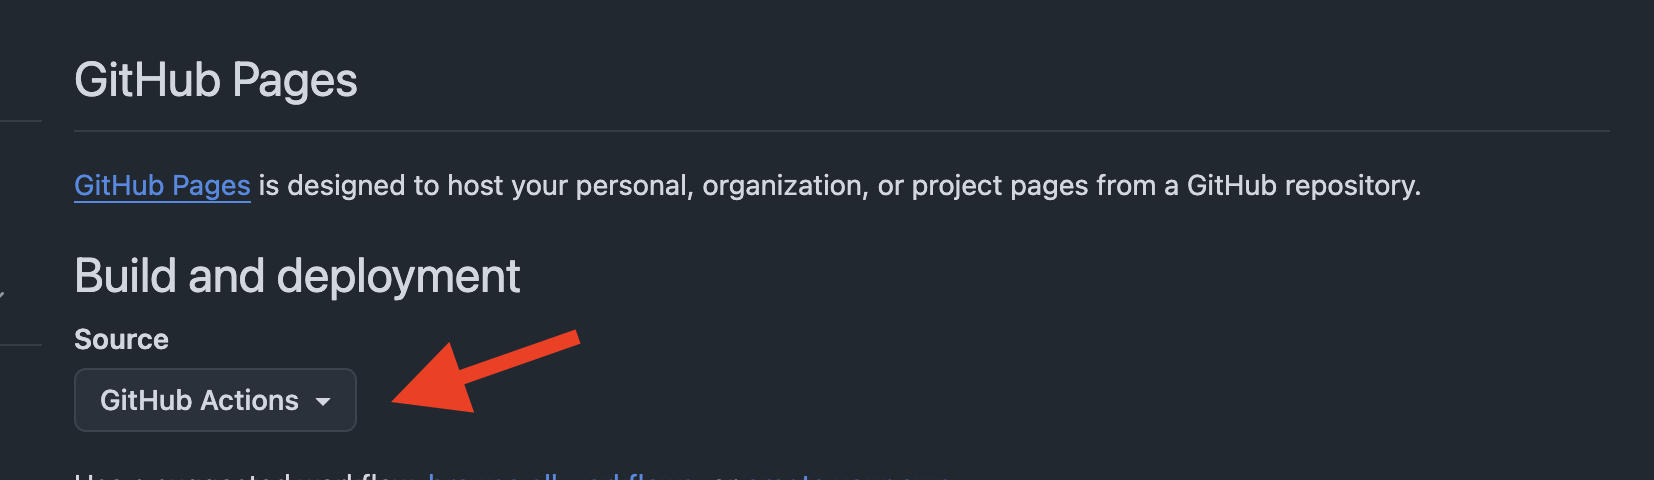 GitHub Pages
GitHub Pages is designed to host your personal, organization, or project pages from a GitHub repository.
Build and deployment
Source
GitHub Actions